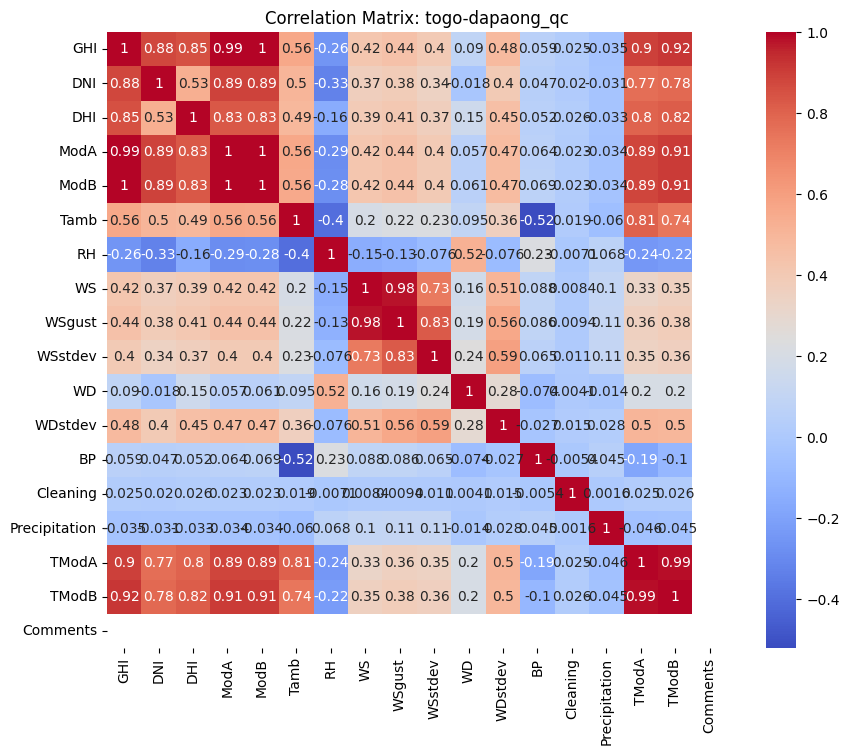 Correlation Matrix: togo-dapaong_qc
GHI 1 0.88 0.85 0.99 1 0.56 -0.26 0.42 0.44 0.4 0.09 0.48 0.059 0.025 -0.035 0.9 0.92
DNI 0.88 1 0.53 0.89 0.89 0.5 -0.33 0.37 0.38 0.34 -0.018 0.4 0.047 0.02 -0.031 0.77 0.78
DHI 0.85 0.53 1 0.83 0.83 0.49 -0.16 0.39 0.41 0.37 0.15 0.45 0.052 0.026 -0.033 0.8 0.82
ModA 0.99 0.89 0.83 1 1 0.56 -0.29 0.42 0.44 0.4 0.057 0.47 0.064 0.023 -0.034 0.89 0.91
ModB 1 0.89 0.83 1 1 0.56 -0.28 0.42 0.44 0.4 0.061 0.47 0.069 0.023 -0.034 0.89 0.91
Tamb 0.56 0.5 0.49 0.56 0.56 1 -0.4 0.2 0.22 0.23 0.095 0.36 -0.52 0.019 -0.06 0.81 0.74
RH -0.26 -0.33 -0.16 -0.29 -0.28 -0.4 1 -0.15 -0.13 -0.076 0.52 -0.076 0.23 -0.0071 0.068 -0.24 -0.22
WS 0.42 0.37 0.39 0.42 0.42 0.2 -0.15 1 0.98 0.73 0.16 0.51 0.088 0.0084 0.1 0.33 0.35
WSgust 0.44 0.38 0.41 0.44 0.44 0.22 -0.13 0.98 1 0.83 0.19 0.56 0.086 0.0094 0.11 0.36 0.38
WSstdev 0.4 0.34 0.37 0.4 0.4 0.23 -0.076 0.73 0.83 1 0.24 0.59 0.065 0.011 0.11 0.35 0.36
WD 0.09 -0.018 0.15 0.057 0.061 0.095 0.52 0.16 0.19 0.24 1 0.28 -0.074 0.0041 -0.014 0.2 0.2
WDstdev 0.48 0.4 0.45 0.47 0.47 0.36 -0.076 0.51 0.56 0.59 0.28 1 -0.027 0.015 0.028 0.5 0.5
BP 0.059 0.047 0.052 0.064 0.069 -0.52 0.23 0.088 0.086 0.065 -0.074 -0.027 1 -0.0054 0.045 -0.19 -0.1
Cleaning 0.025 0.02 0.026 0.023 0.023 0.019 -0.0071 0.0084 0.0094 0.011 0.0041 0.015 -0.0054 1 0.0016 0.025 0.026
Precipitation -0.035 -0.031 -0.033 -0.034 -0.034 -0.06 0.068 0.1 0.11 0.11 -0.014 0.028 0.045 0.0016 1 -0.046 -0.045
TModA 0.9 0.77 0.8 0.89 0.89 0.81 -0.24 0.33 0.36 0.35 0.2 0.5 -0.19 0.025 -0.046 1 0.99
TModB 0.92 0.78 0.82 0.91 0.91 0.74 -0.22 0.35 0.38 0.36 0.2 0.5 -0.1 0.026 -0.045 0.99 1
Comments
GHI DNI DHI ModA ModB Tamb RH WS WSgust WSstdev WD WDstdev BP Cleaning Precipitation TModA TModB Comments
1.0
0.8
0.6
0.4
0.2
0.0
−0.2
−0.4